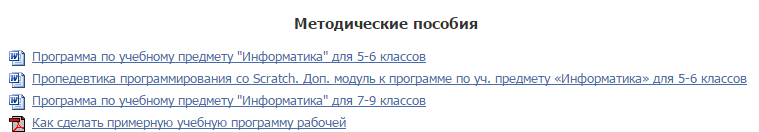 Методические пособия
Программа по учебному предмету "Информатика" для 5-6 классов
Пропедевтика программирования со Scratch. Доп. модуль к программе по уч. предмету «Информатика» для 5-6 классов
Программа по учебному предмету "Информатика" для 7-9 классов
Как сделать примерную учебную программу рабочей